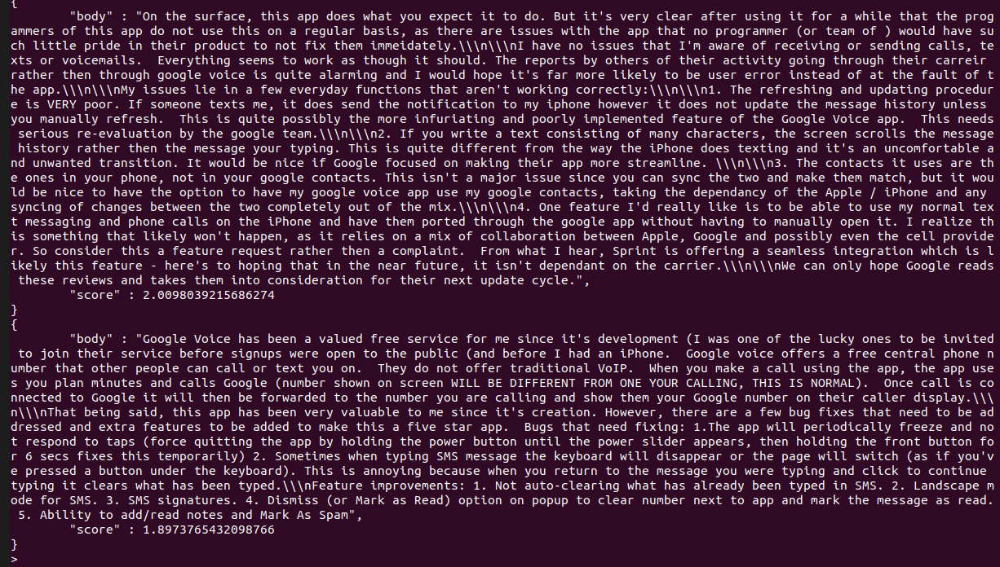 {
        "body" : "On the surface, this app does what you expect it to do. But it's very clear after using it for a while that the prog
ammers of this app do not use this on a regular basis, as there are issues with the app that no programmer (or team of ) would have su
ch little pride in their product to not fix them immeidately.\\\n\\\nI have no issues that I'm aware of receiving or sending calls, te
xts or voicemails.  Everything seems to work as though it should. The reports by others of their activity going through their carreir 
rather then through google voice is quite alarming and I would hope it's far more likely to be user error instead of at the fault of t
he app.\\\n\\\nMy issues lie in a few everyday functions that aren't working correctly:\\\n\\\n1. The refreshing and updating procedur
e is VERY poor. If someone texts me, it does send the notification to my iphone however it does not update the message history unless 
you manually refresh.  This is quite possibly the more infuriating and poorly implemented feature of the Google Voice app.  This needs
 serious re-evaluation by the google team.\\\n\\\n2. If you write a text consisting of many characters, the screen scrolls the message
 history rather then the message your typing. This is quite different from the way the iPhone does texting and it's an uncomfortable a
nd unwanted transition. It would be nice if Google focused on making their app more streamline. \\\n\\\n3. The contacts it uses are th
e ones in your phone, not in your google contacts. This isn't a major issue since you can sync the two and make them match, but it wou
ld be nice to have the option to have my google voice app use my google contacts, taking the dependancy of the Apple / iPhone and any 
syncing of changes between the two completely out of the mix.\\\n\\\n4. One feature I'd really like is to be able to use my normal tex
t messaging and phone calls on the iPhone and have them ported through the google app without having to manually open it. I realize th
is something that likely won't happen, as it relies on a mix of collaboration between Apple, Google and possibly even the cell provide
r. So consider this a feature request rather then a complaint.  From what I hear, Sprint is offering a seamless integration which is l
ikely this feature - here's to hoping that in the near future, it isn't dependant on the carrier.\\\n\\\nWe can only hope Google reads
 these reviews and takes them into consideration for their next update cycle.",
        "score" : 2.0098039215686274
}
{
        "body" : "Google Voice has been a valued free service for me since it's development (I was one of the lucky ones to be invited
 to join their service before signups were open to the public (and before I had an iPhone.  Google voice offers a free central phone n
umber that other people can call or text you on.  They do not offer traditional VoIP.  When you make a call using the app, the app use
s you plan minutes and calls Google (number shown on screen WILL BE DIFFERENT FROM ONE YOUR CALLING, THIS IS NORMAL).  Once call is co
nnected to Google it will then be forwarded to the number you are calling and show them your Google number on their caller display.\\\
n\\\nThat being said, this app has been very valuable to me since it's creation. However, there are a few bug fixes that need to be ad
dressed and extra features to be added to make this a five star app.  Bugs that need fixing: 1.The app will periodically freeze and no
t respond to taps (force quitting the app by holding the power button until the power slider appears, then holding the front button fo
r 6 secs fixes this temporarily) 2. Sometimes when typing SMS message the keyboard will disappear or the page will switch (as if you'v
e pressed a button under the keyboard). This is annoying because when you return to the message you were typing and click to continue 
typing it clears what has been typed.\\\nFeature improvements: 1. Not auto-clearing what has already been typed in SMS. 2. Landscape m
ode for SMS. 3. SMS signatures. 4. Dismiss (or Mark as Read) option on popup to clear number next to app and mark the message as read.
 5. Ability to add/read notes and Mark As Spam",
        "score" : 1.8973765432098766
}
>